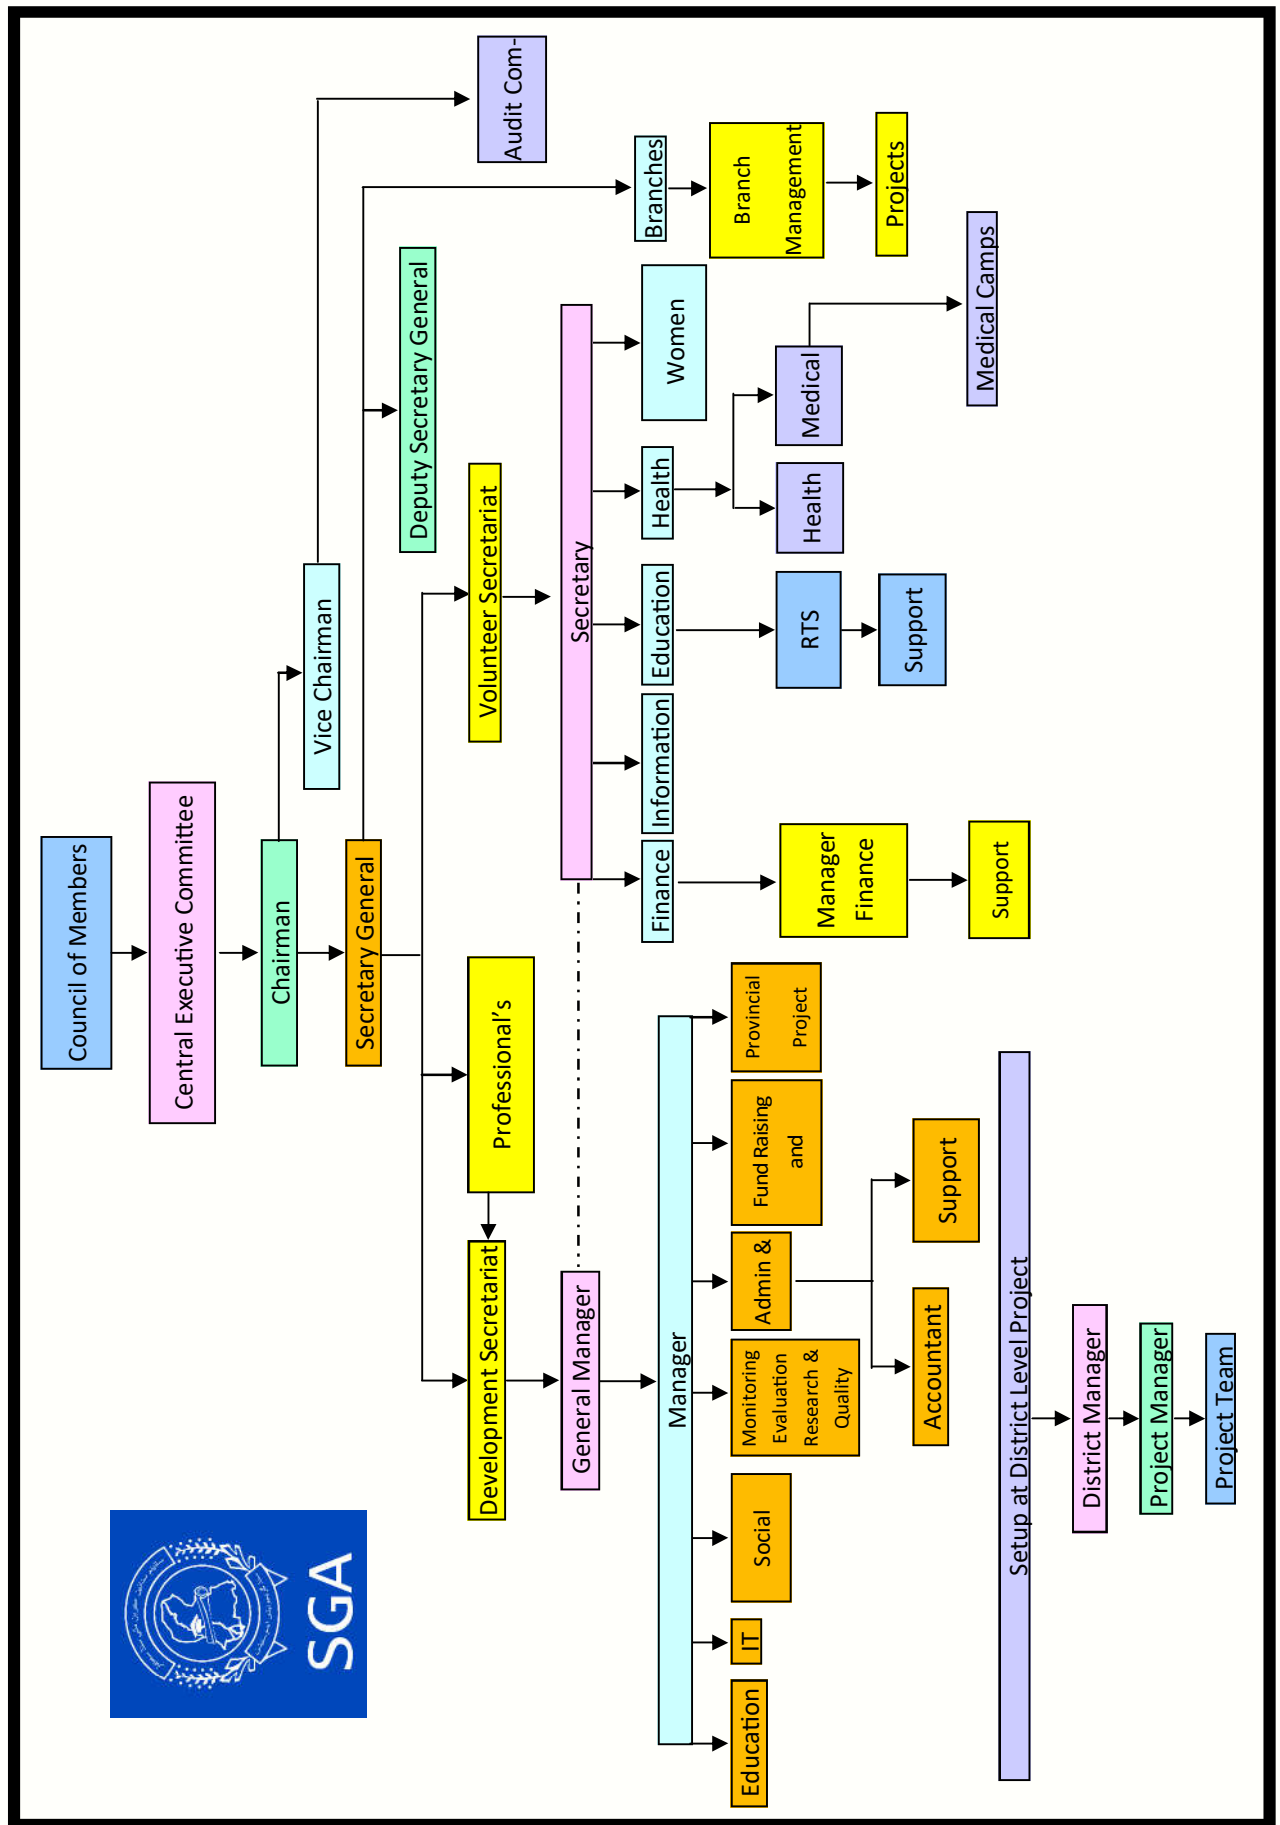 SGA
Council of Members
Central Executive Committee
Chairman
Vice Chairman
Secretary General
Deputy Secretary General
Audit Com-
Development Secretariat
Professional's
Volunteer Secretariat
General Manager
Secretary
Branches
Finance
Information
Education
Health
Women
Branch
Management
Manager
Education
IT
Social
Monitoring
Evaluation
Research &
Quality
Admin &
Fund Raising
and
Provincial
Project
Manager
Finance
RTS
Health
Medical
Projects
Accountant
Support
Support
Support
Medical Camps
Setup at District Level Project
District Manager
Project Manager
Project Team